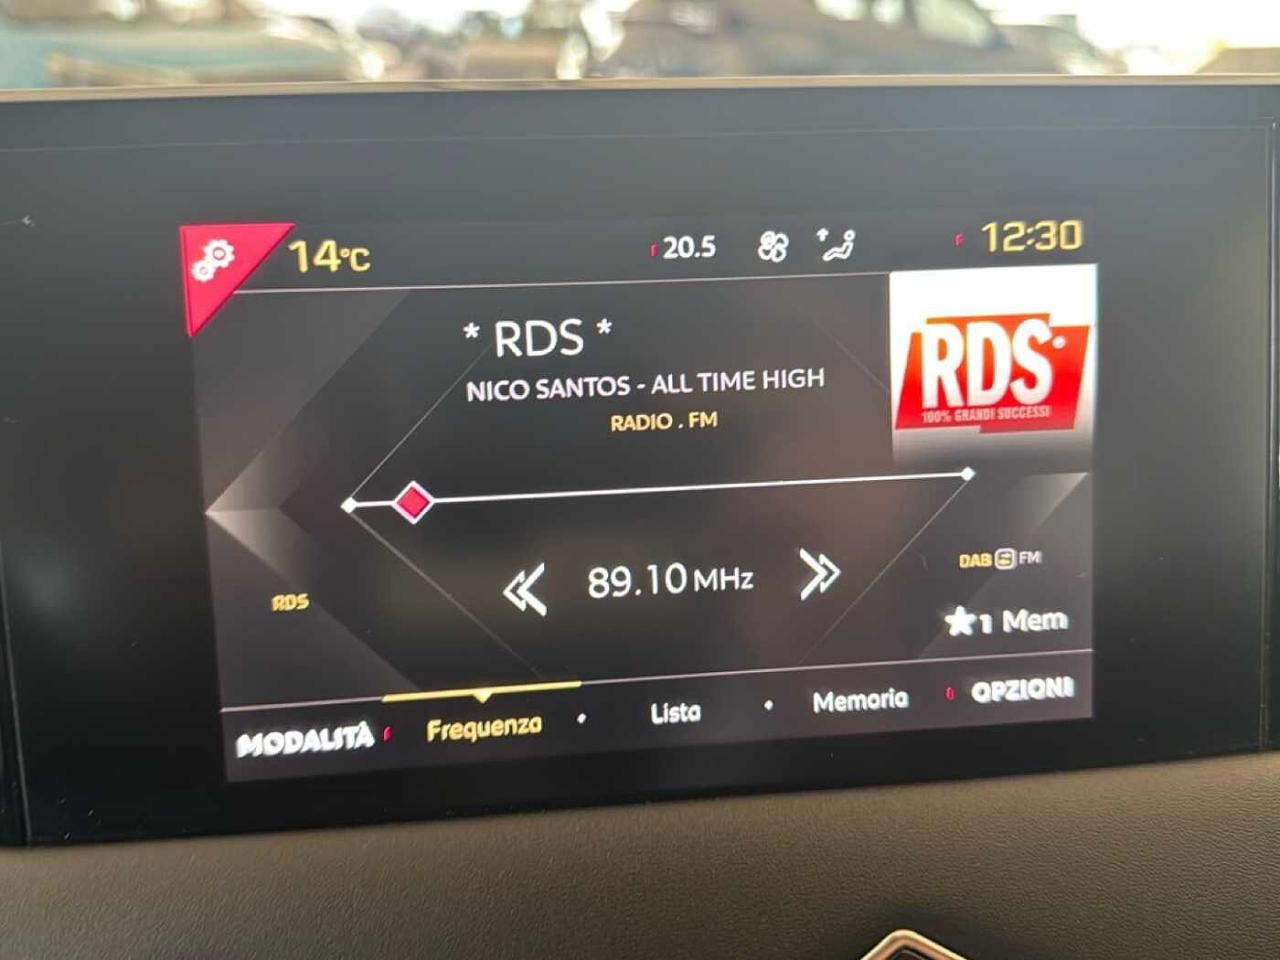 14°C
20.5
12:30
* RDS *
NICO SANTOS - ALL TIME HIGH
RADIO . FM
RDS
100% GRANDI SUCCESSI
89.10 MHz
DAB FM
RDS
★1 Mem
MODALITÀ
Frequenza
Lista
Memoria
OPZIONI